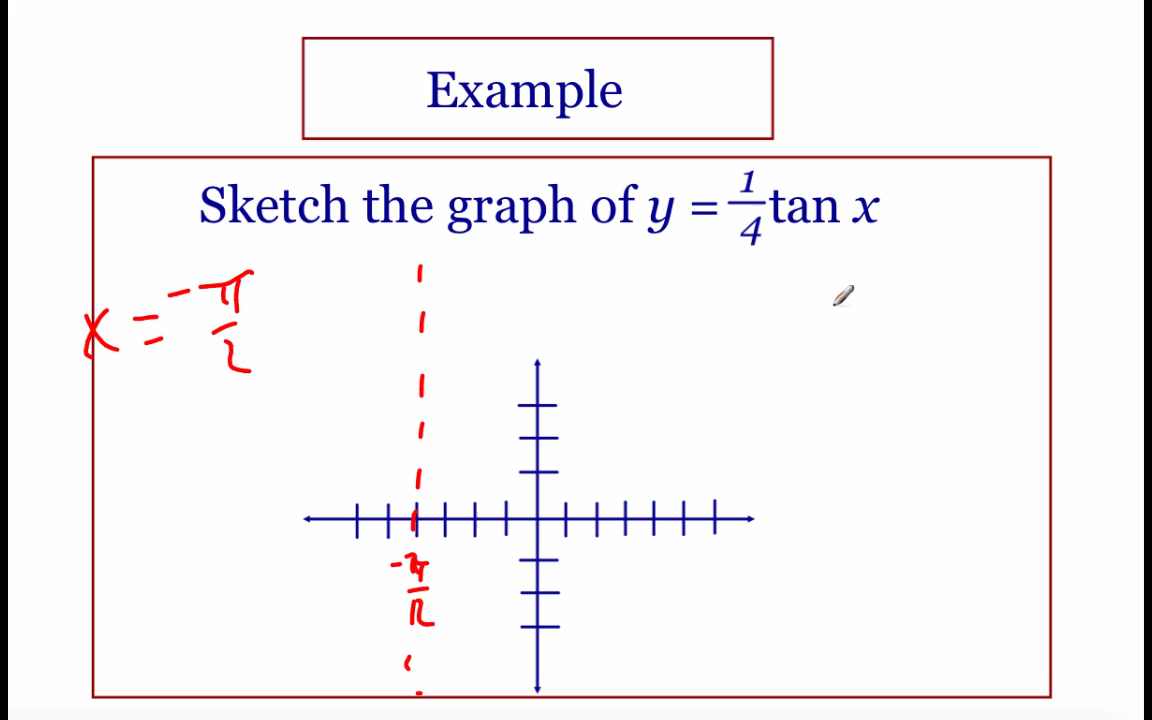 Example
Sketch the graph of y = 1/4 tan x
x = -π/2
-π/2